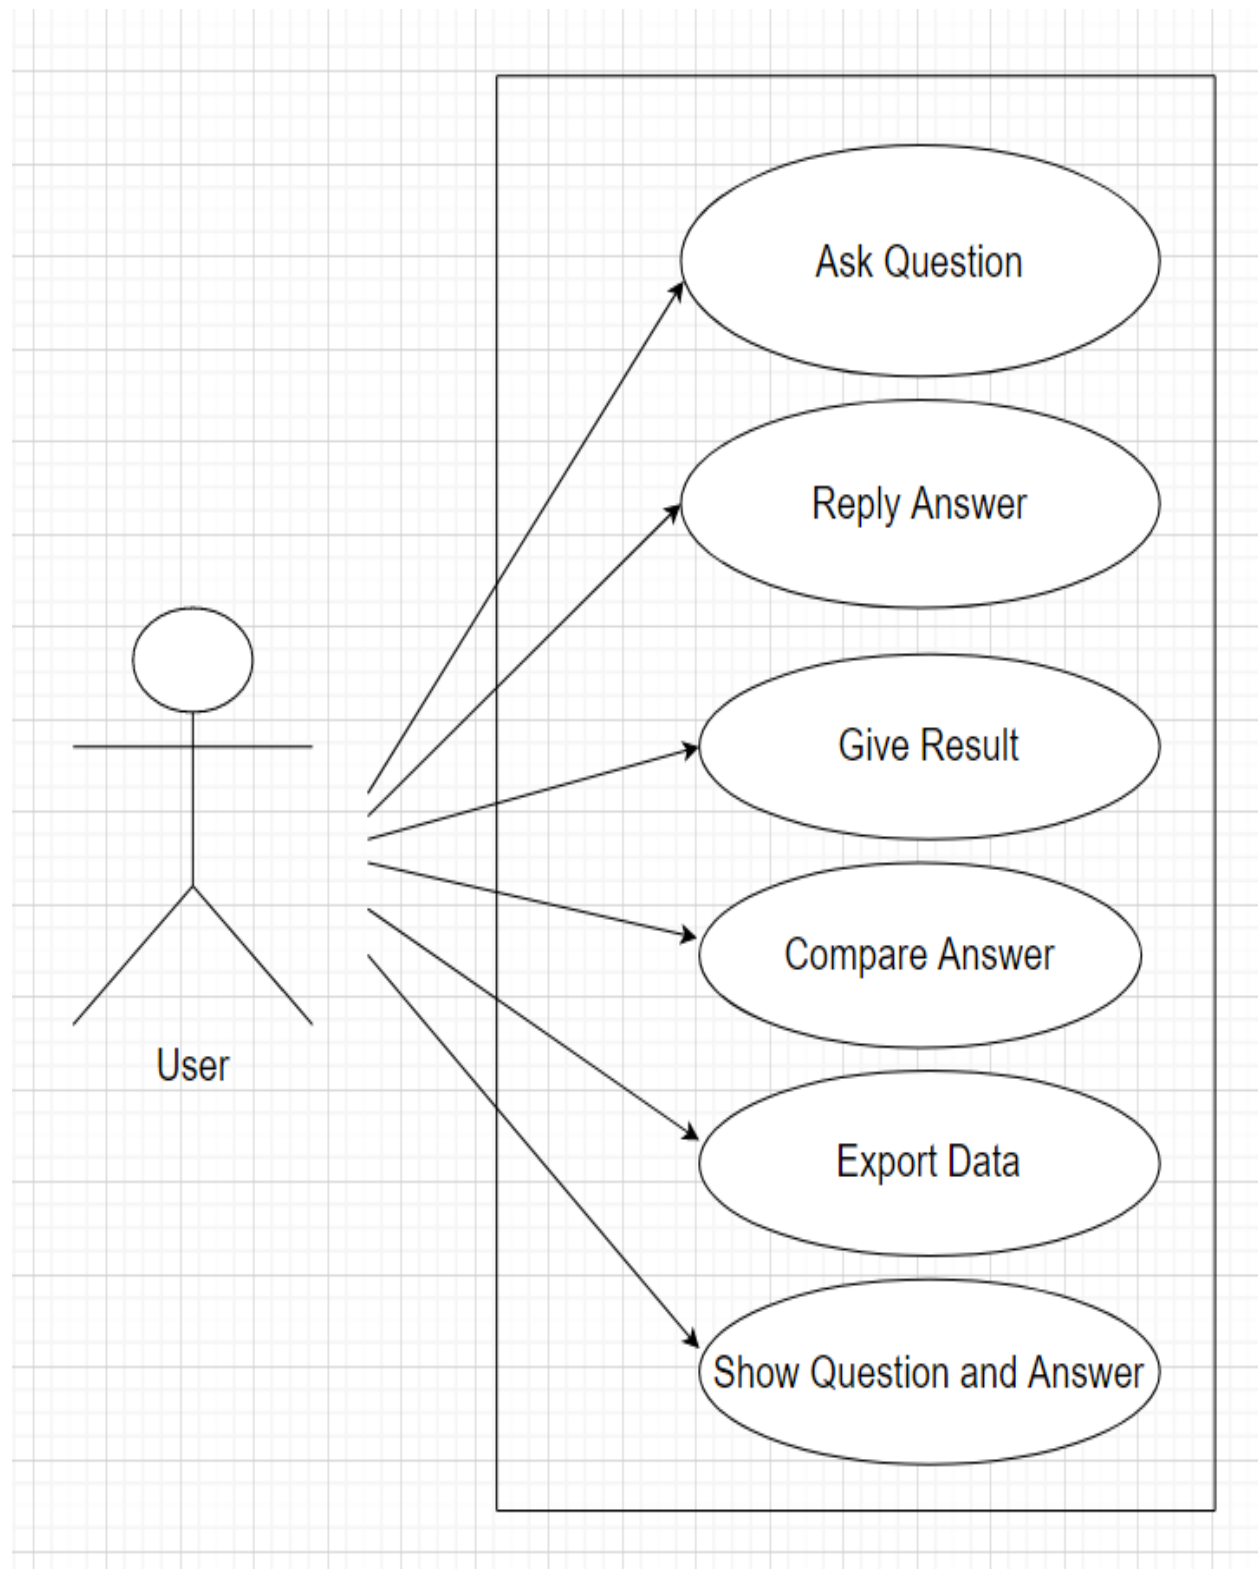 Ask Question
Reply Answer
Give Result
Compare Answer
User
Export Data
Show Question and Answer